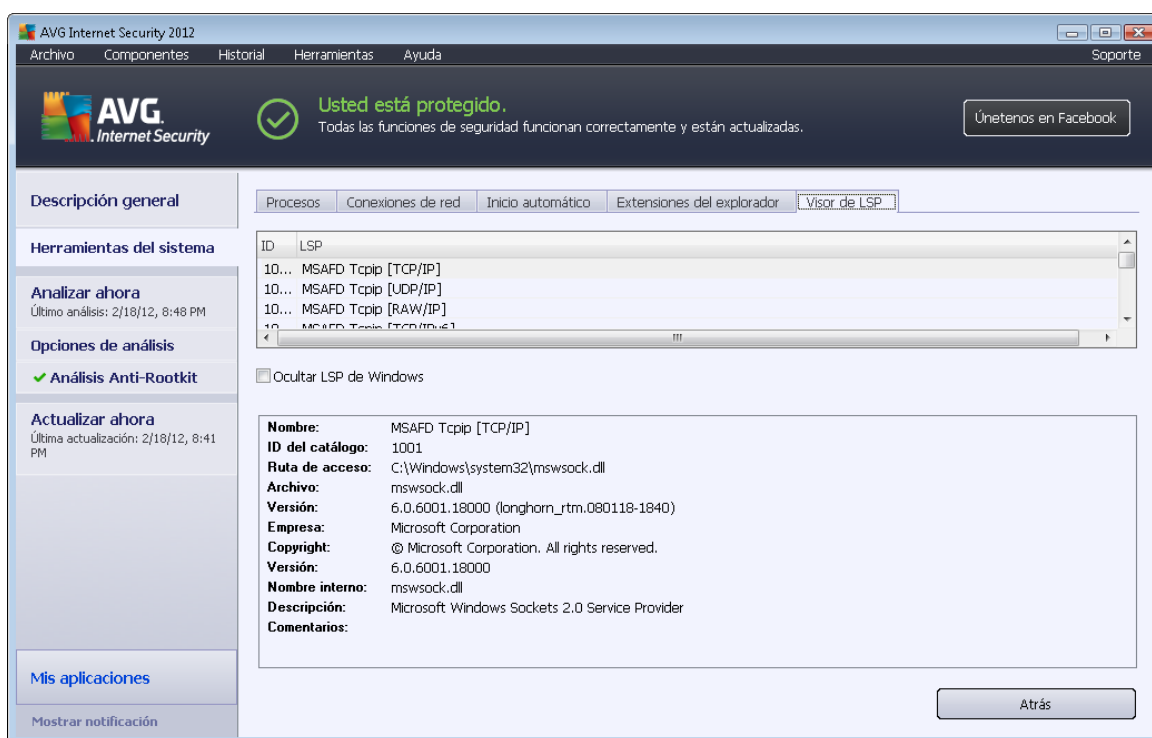 AVG Internet Security 2012
Archivo Componentes Historial Herramientas Ayuda Soporte
AVG.
Internet Security
Usted está protegido.
Todas las funciones de seguridad funcionan correctamente y están actualizadas.
Únetenos en Facebook
Descripción general
Herramientas del sistema
Analizar ahora
Último análisis: 2/18/12, 8:48 PM
Opciones de análisis
Análisis Anti-Rootkit
Actualizar ahora
Última actualización: 2/18/12, 8:41
PM
Mis aplicaciones
Mostrar notificación
Procesos Conexiones de red Inicio automático Extensiones del explorador Visor de LSP
ID LSP
10... MSAFD Tcpip [TCP/IP]
10... MSAFD Tcpip [UDP/IP]
10... MSAFD Tcpip [RAW/IP]
10... MSAFD Tcpip [TCP/IPv6]
Ocultar LSP de Windows
Nombre: MSAFD Tcpip [TCP/IP]
ID del catálogo: 1001
Ruta de acceso: C:\Windows\system32\mswsock.dll
Archivo: mswsock.dll
Versión: 6.0.6001.18000 (longhorn_rtm.080118-1840)
Empresa: Microsoft Corporation
Copyright: © Microsoft Corporation. All rights reserved.
Versión: 6.0.6001.18000
Nombre interno: mswsock.dll
Descripción: Microsoft Windows Sockets 2.0 Service Provider
Comentarios:
Atrás